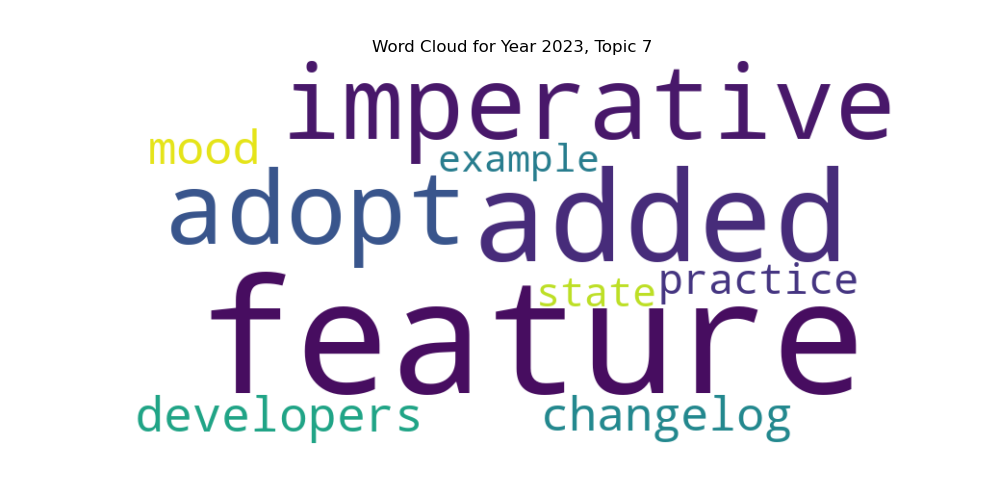 Word Cloud for Year 2023, Topic 7
imperative
mood
example
adopt
added
state
practice
feature
developers
changelog